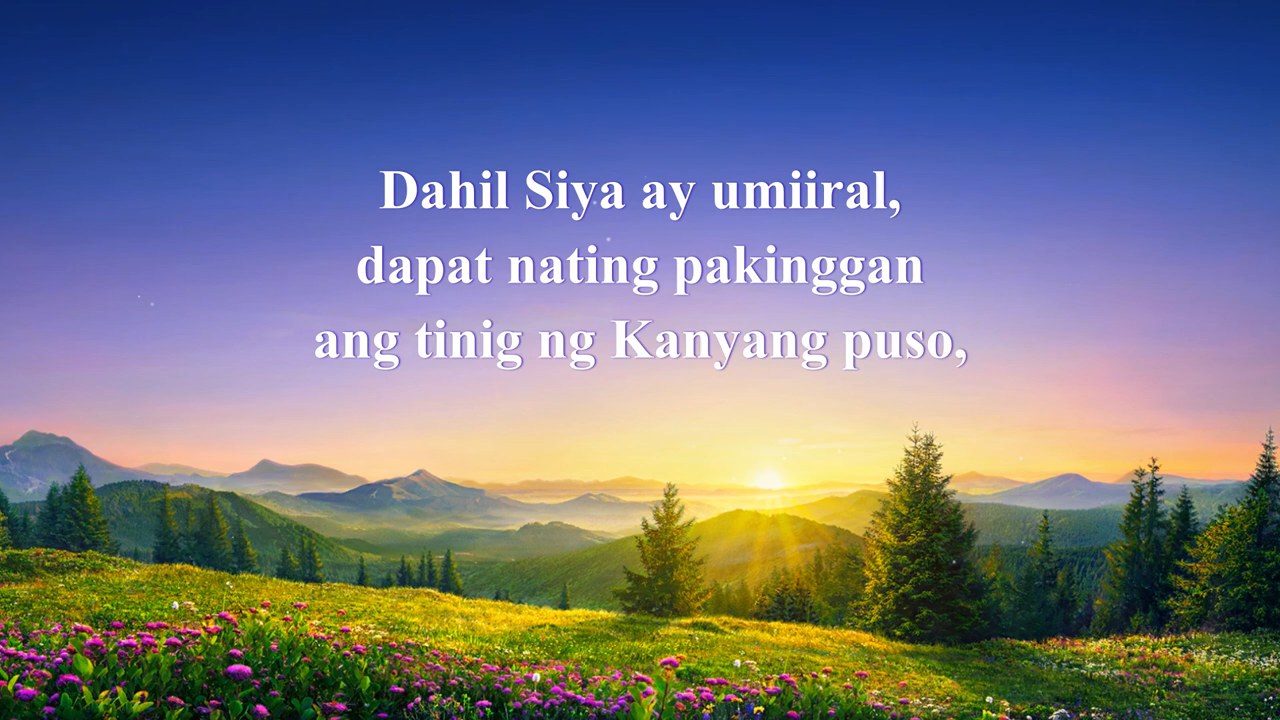 Dahil Siya ay umiiral,
dapat nating pakinggan
ang tinig ng Kanyang puso,